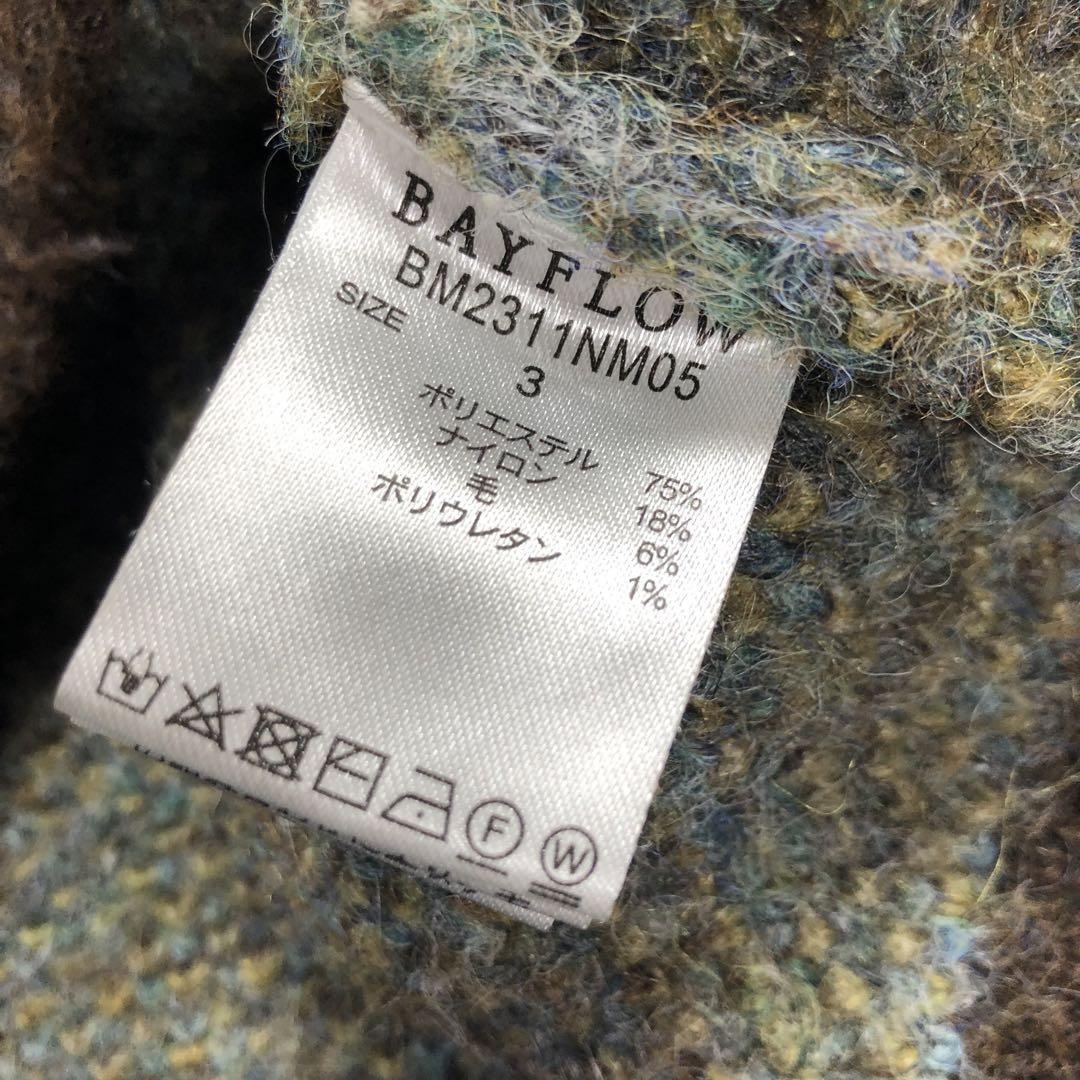 BAYFLOW
BM2311NM05
SIZE 3
ポリエステル 75%
ナイロン 18%
毛 6%
ポリウレタン 1%
F W